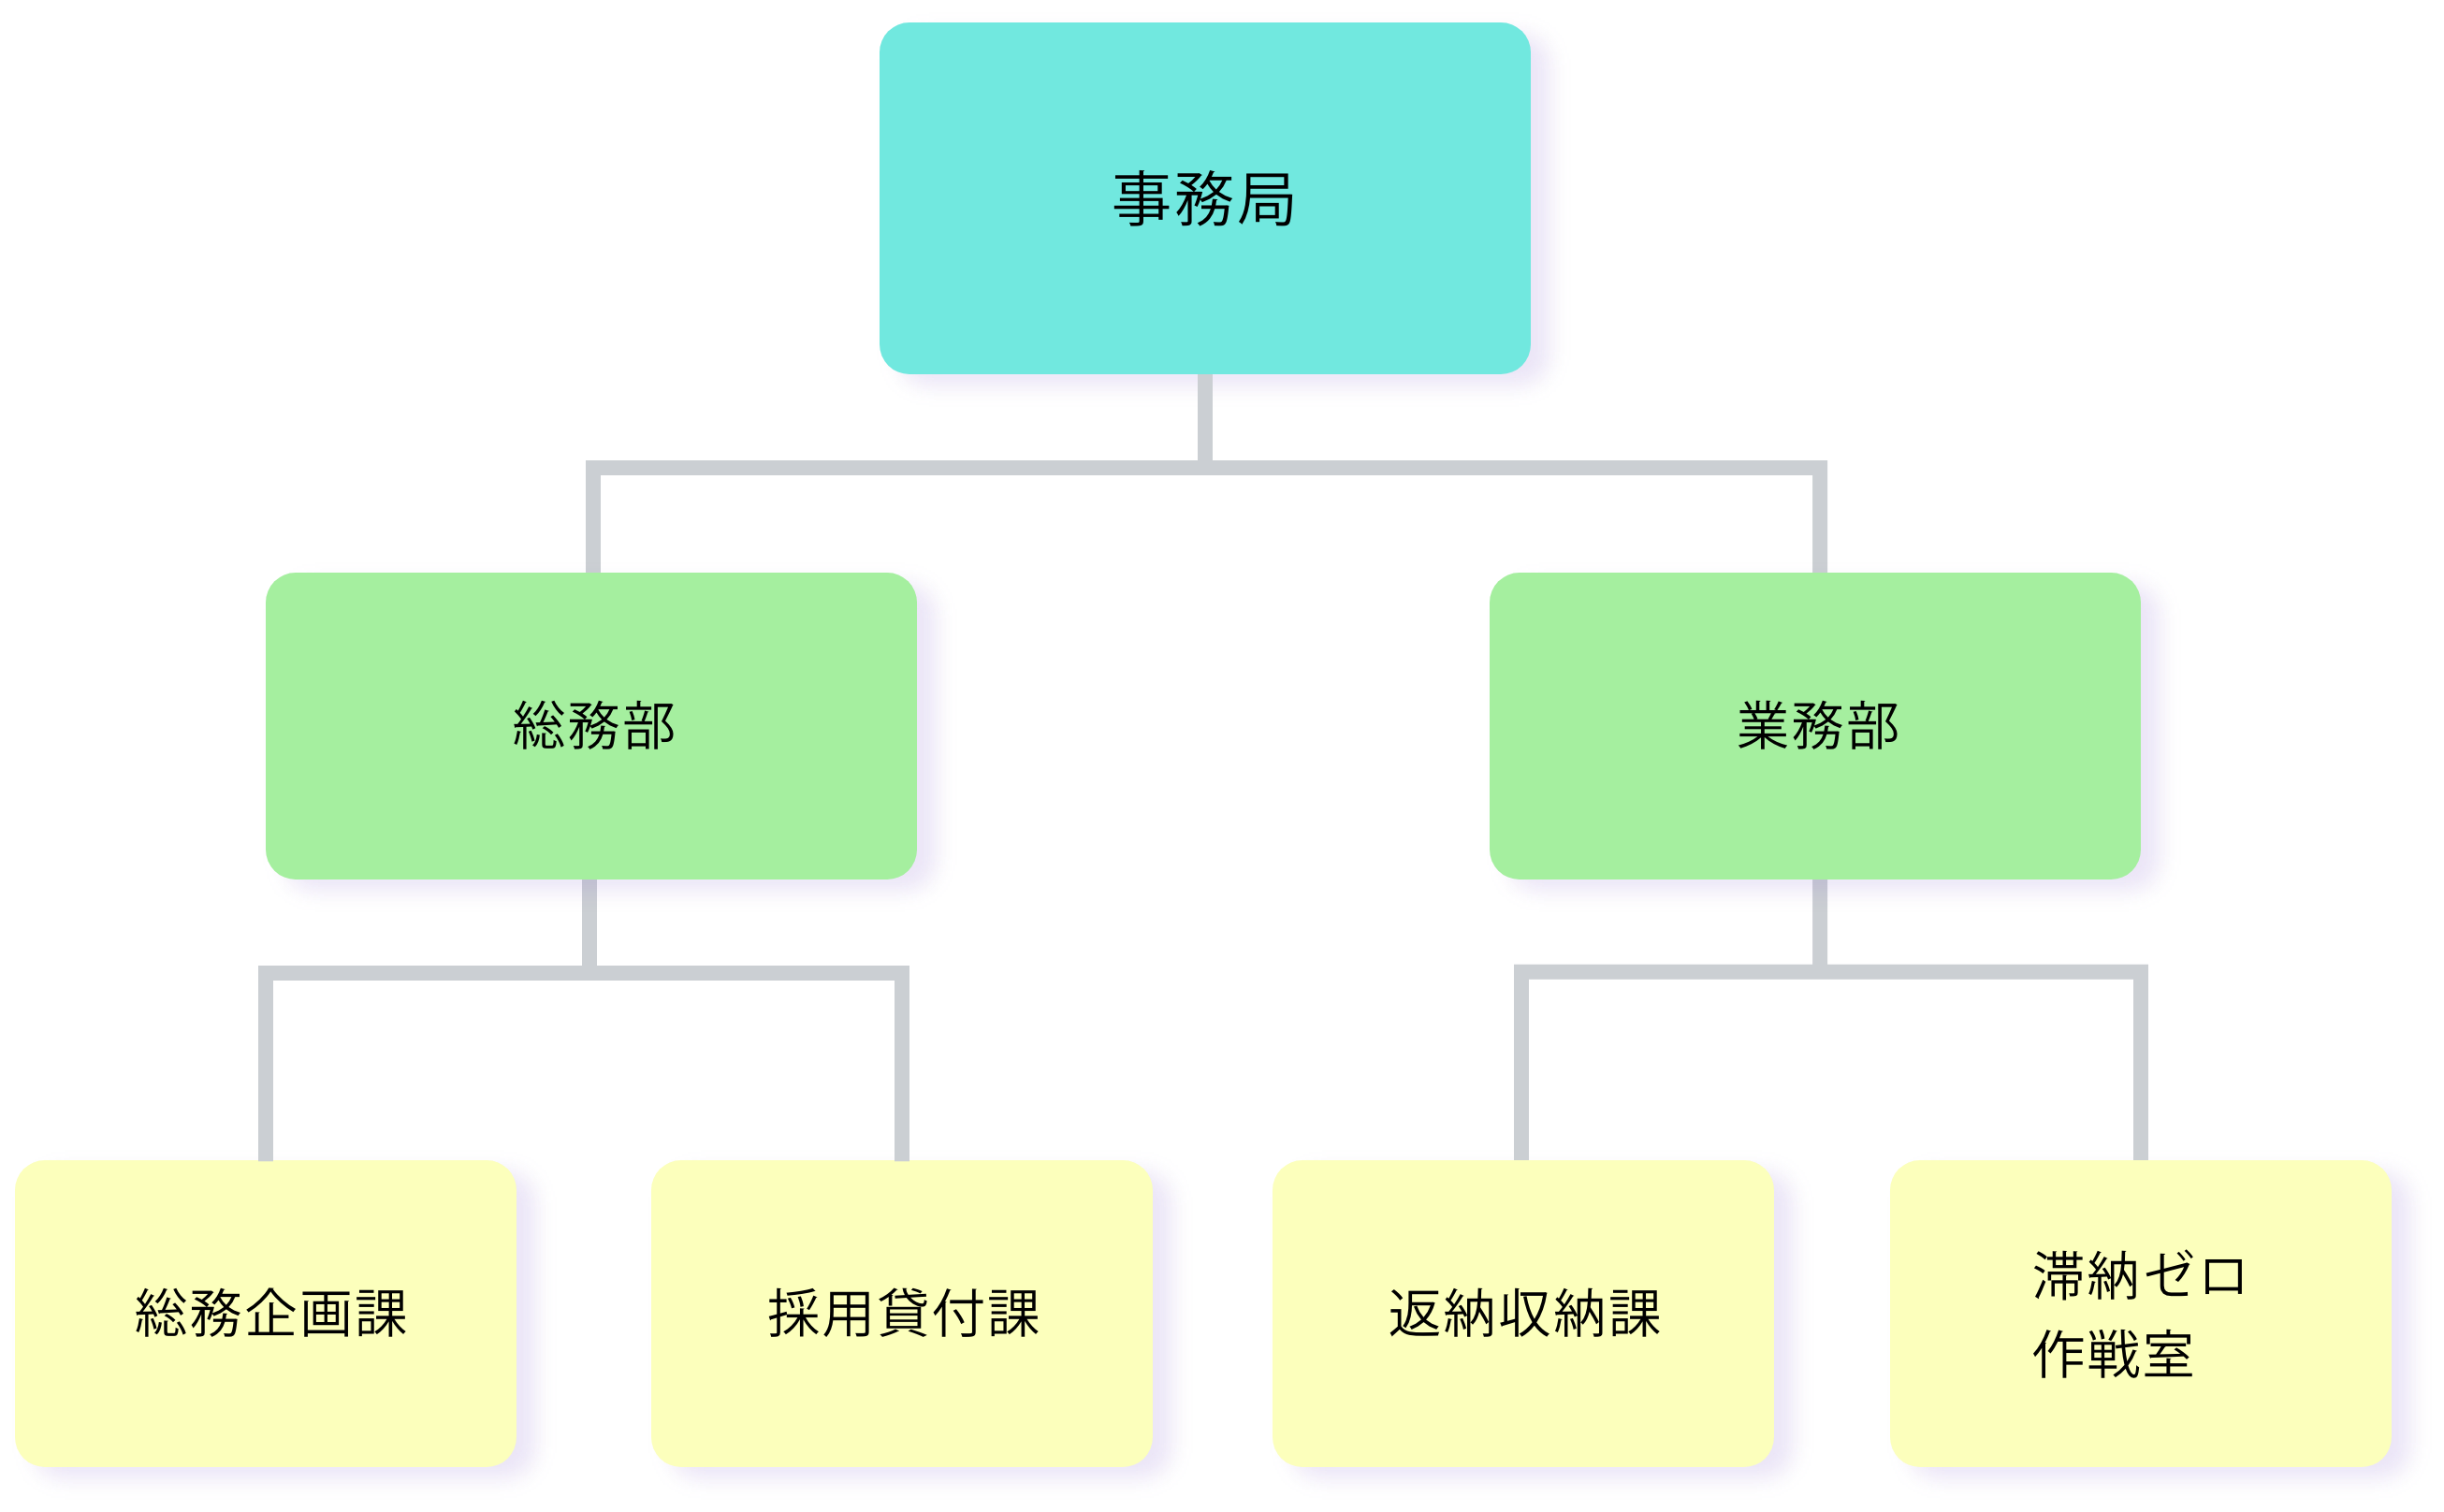 事務局
総務部
業務部
総務企画課
採用貸付課
返納収納課
滞納ゼロ
作戦室